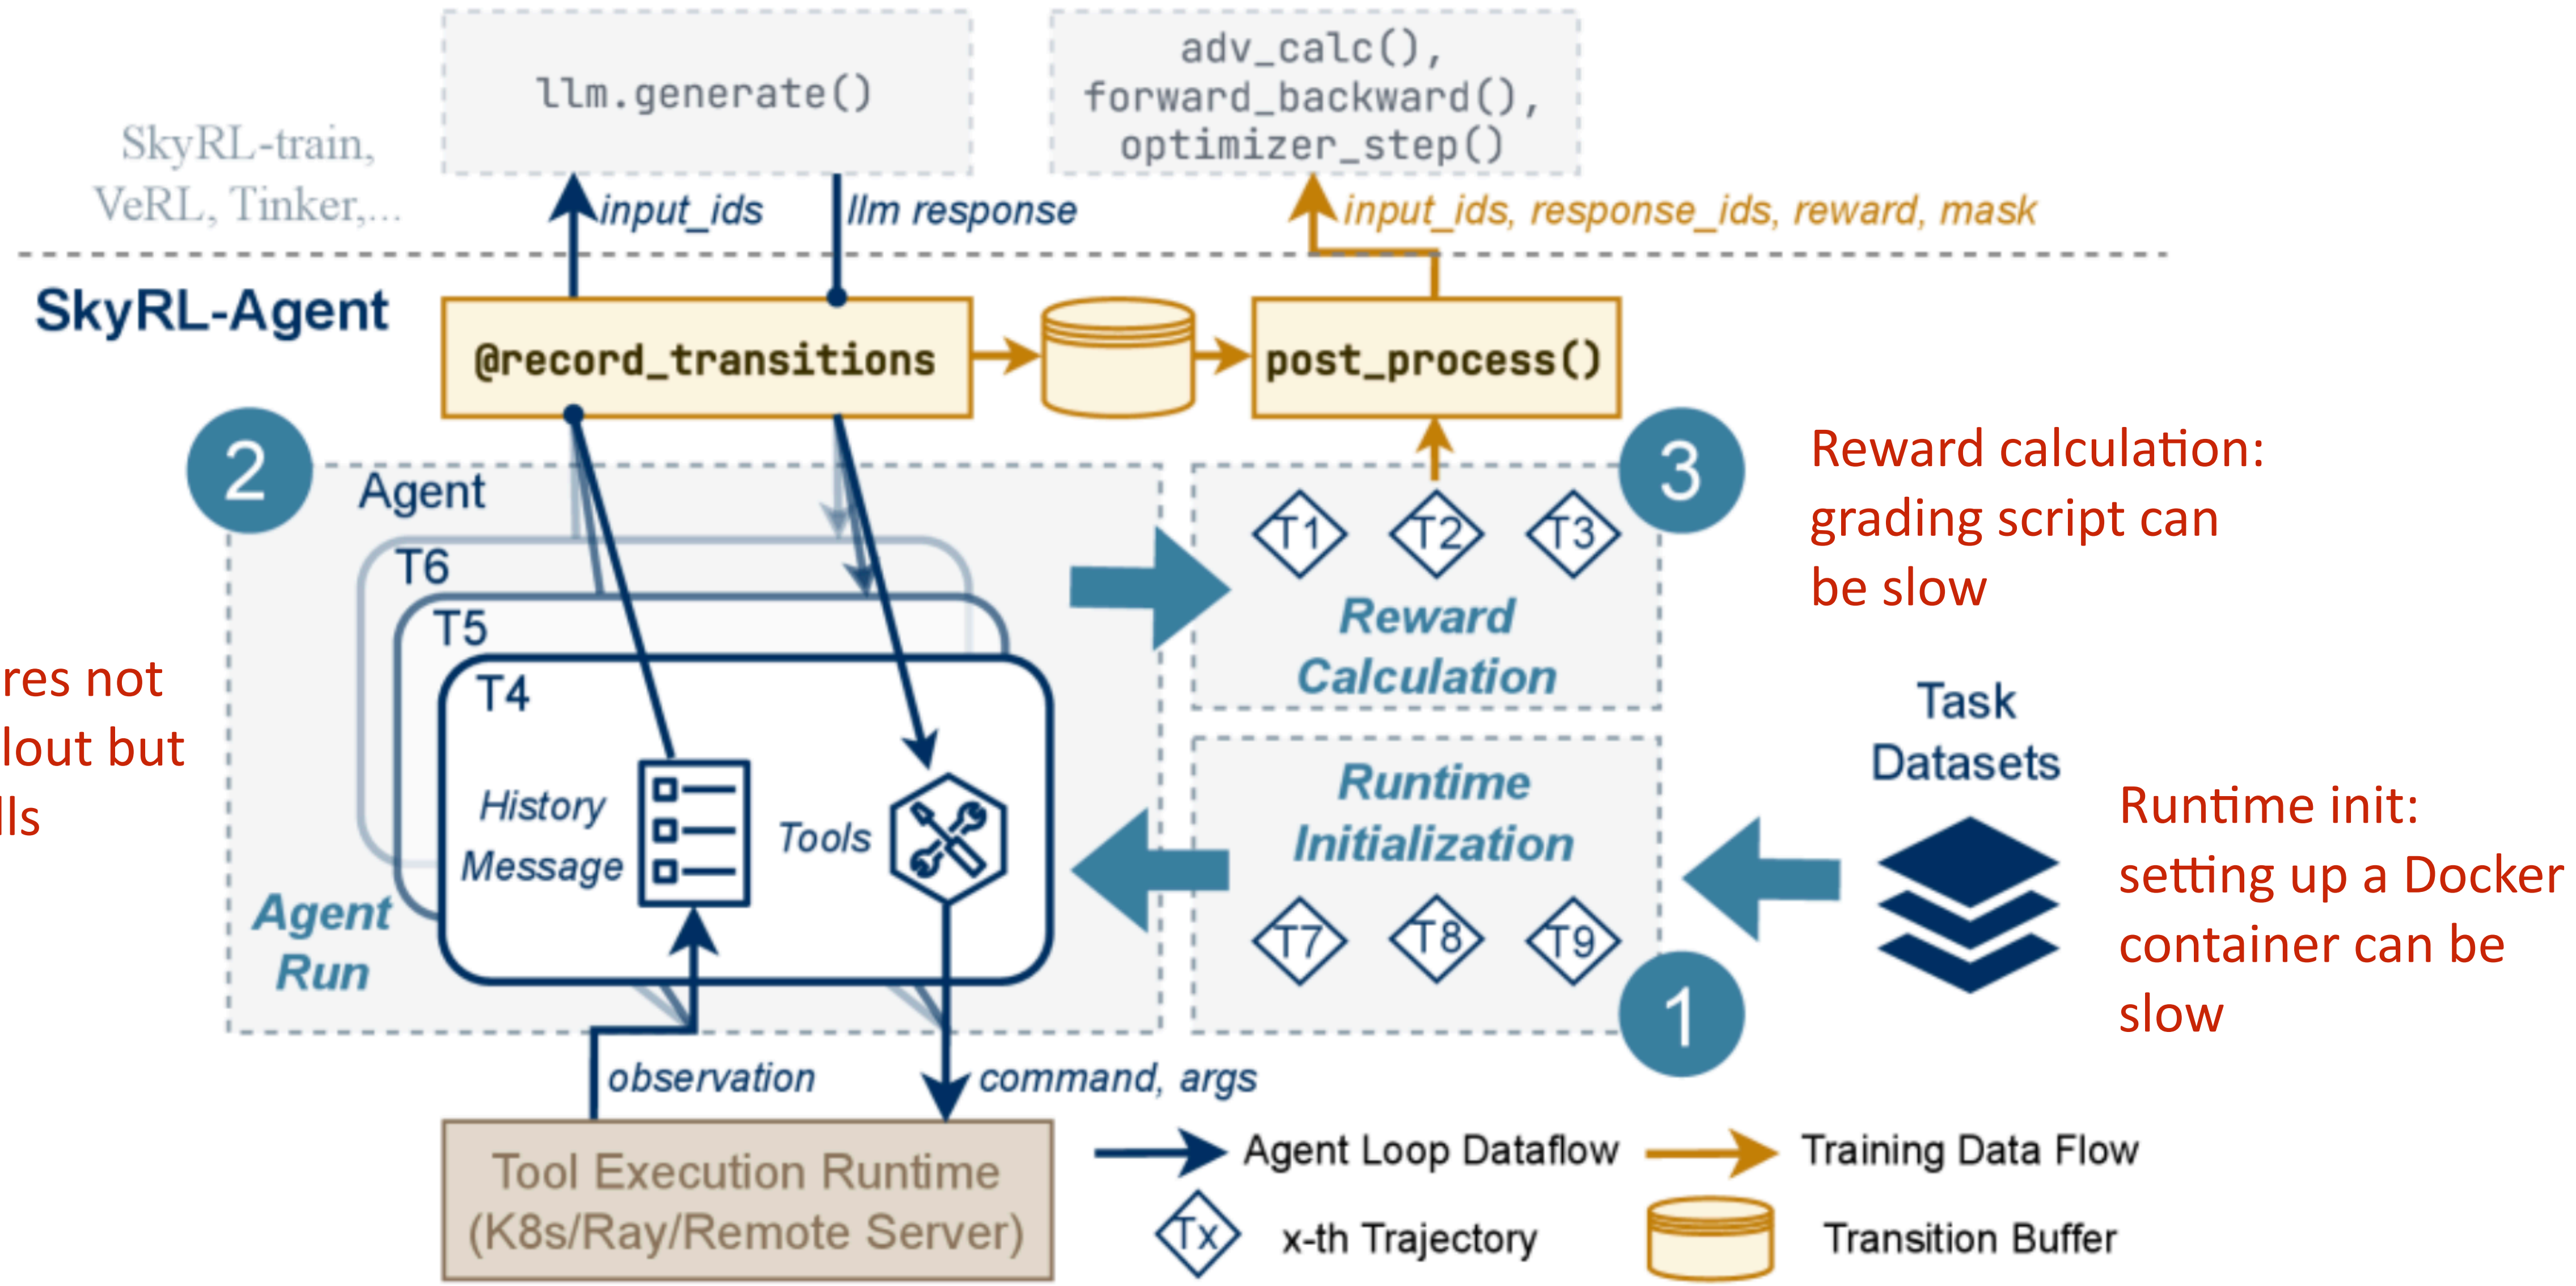 llm.generate()
adv_calc(),
forward_backward(),
optimizer_step()
SkyRL-train,
VeRL, Tinker,...
input_ids
llm response
input_ids, response_ids, reward, mask
SkyRL-Agent
@record_transitions
post_process()
2
Agent
T6
T5
T4
History
Message
Tools
Agent
Run
3
T1
T2
T3
Reward
Calculation
Reward calculation:
grading script can
be slow
not
but
Runtime
Initialization
T7
T8
T9
1
Task
Datasets
Runtime init:
setting up a Docker
container can be
slow
observation
command, args
Tool Execution Runtime
(K8s/Ray/Remote Server)
Agent Loop Dataflow
Training Data Flow
Tx
x-th Trajectory
Transition Buffer